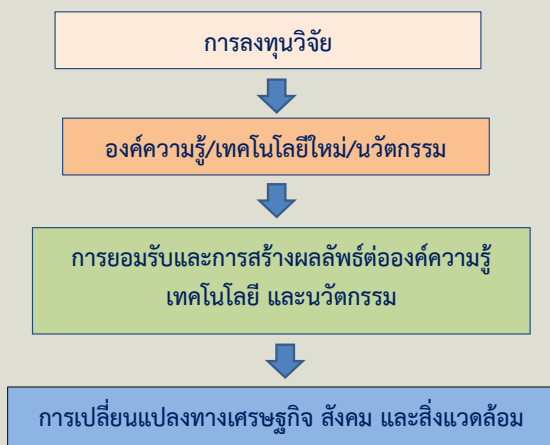 การลงทุนวิจัย
องค์ความรู้/เทคโนโลยีใหม่/นวัตกรรม
การยอมรับและการสร้างผลลัพธ์ต่อองค์ความรู้
เทคโนโลยี และนวัตกรรม
การเปลี่ยนแปลงทางเศรษฐกิจ สังคม และสิ่งแวดล้อม